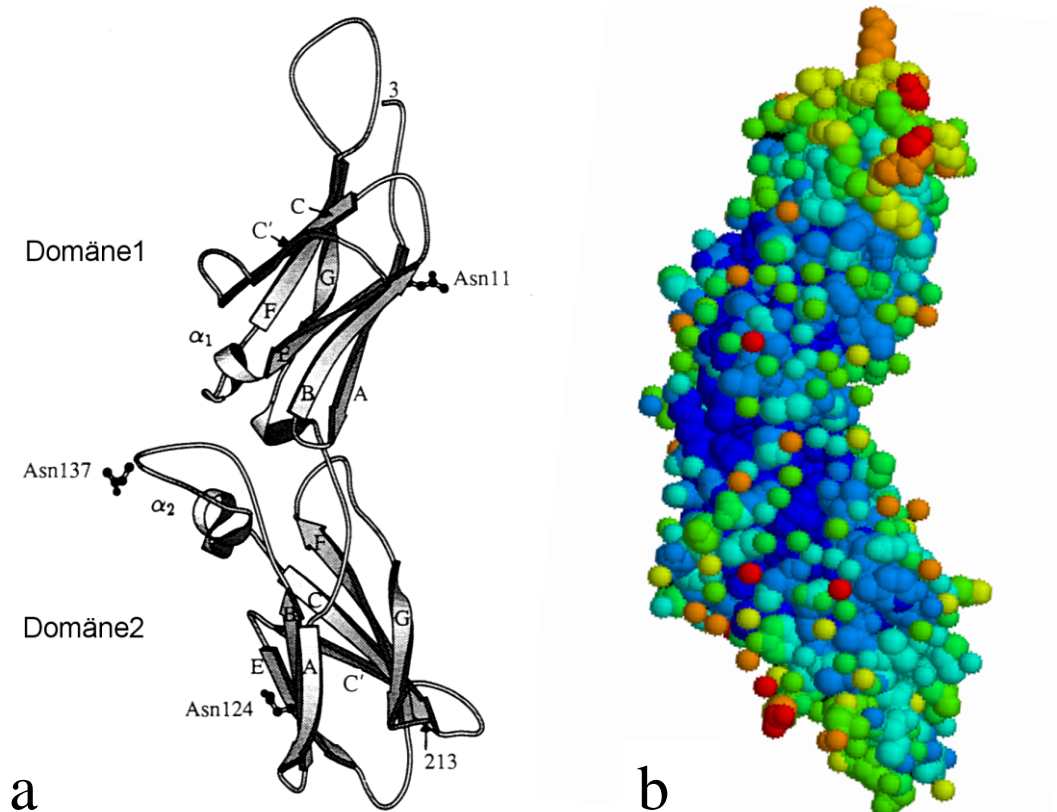 3
C
C′
Domäne1
G
Asn11
F
α1
E
B
A
Asn137
α2
F
C
B
G
Domäne2
E
A
C′
Asn124
213
a
b